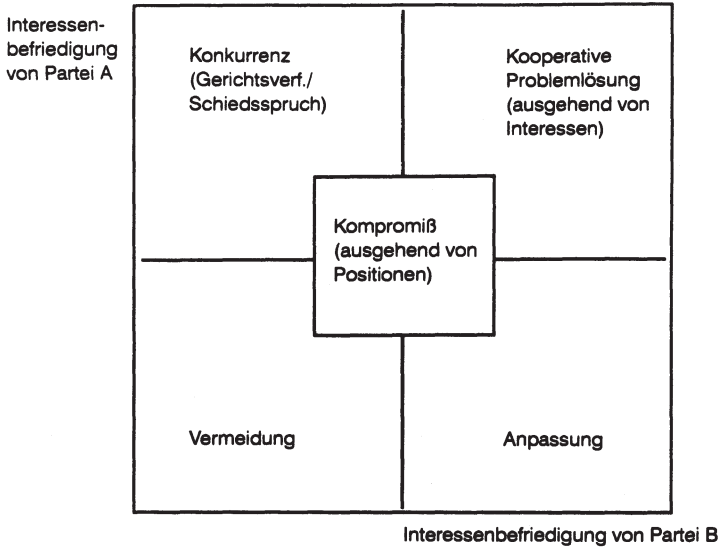 Interessen-
befriedigung
von Partei A
Konkurrenz
(Gerichtsverf./
Schiedsspruch)
Kooperative
Problemlösung
(ausgehend von
Interessen)
Kompromiß
(ausgehend von
Positionen)
Vermeidung
Anpassung
Interessenbefriedigung von Partei B